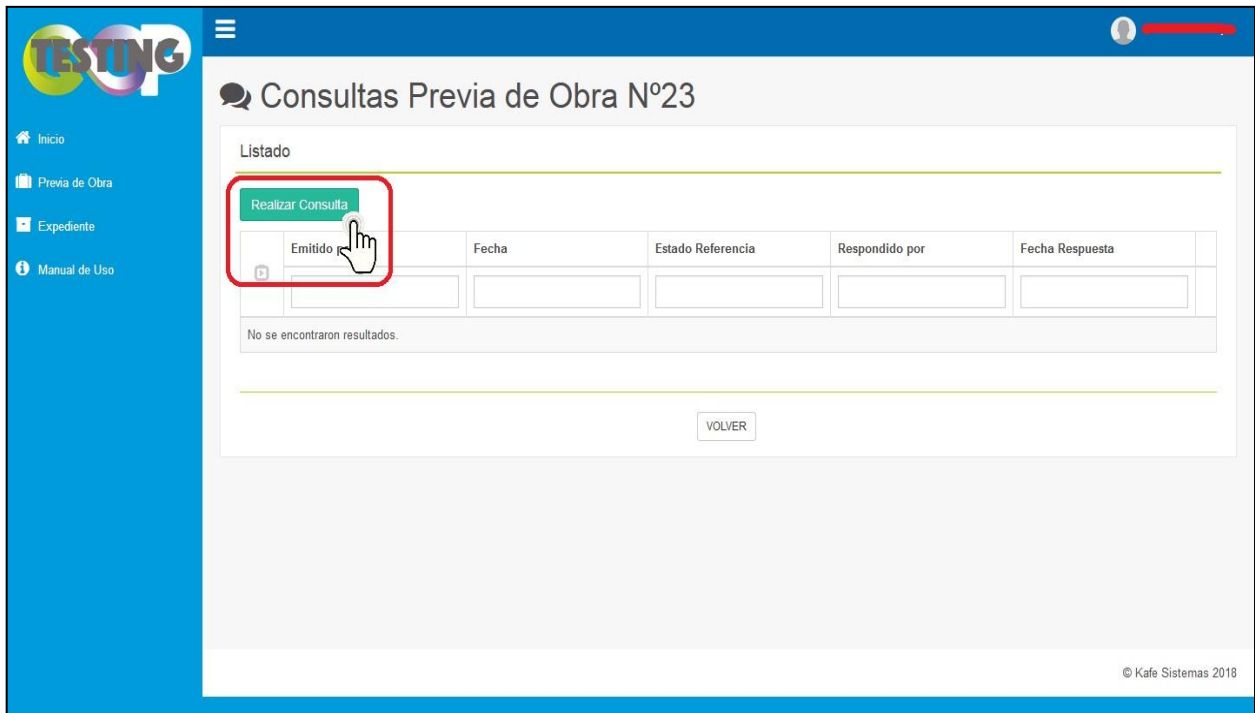 TESTING
Consultas Previa de Obra Nº23
Inicio
Previa de Obra
Expediente
Manual de Uso
Listado
Realizar Consulta
Emitido Fecha Estado Referencia Respondido por Fecha Respuesta
No se encontraron resultados.
VOLVER
© Kafe Sistemas 2018